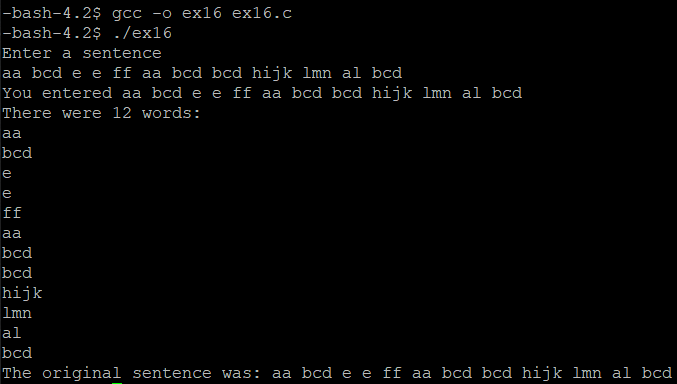 -bash-4.2$ gcc -o ex16 ex16.c
-bash-4.2$ ./ex16
Enter a sentence
aa bcd e e ff aa bcd bcd hijk lmn al bcd
You entered aa bcd e e ff aa bcd bcd hijk lmn al bcd
There were 12 words:
aa
bcd
e
e
ff
aa
bcd
bcd
hijk
lmn
al
bcd
The original sentence was: aa bcd e e ff aa bcd bcd hijk lmn al bcd